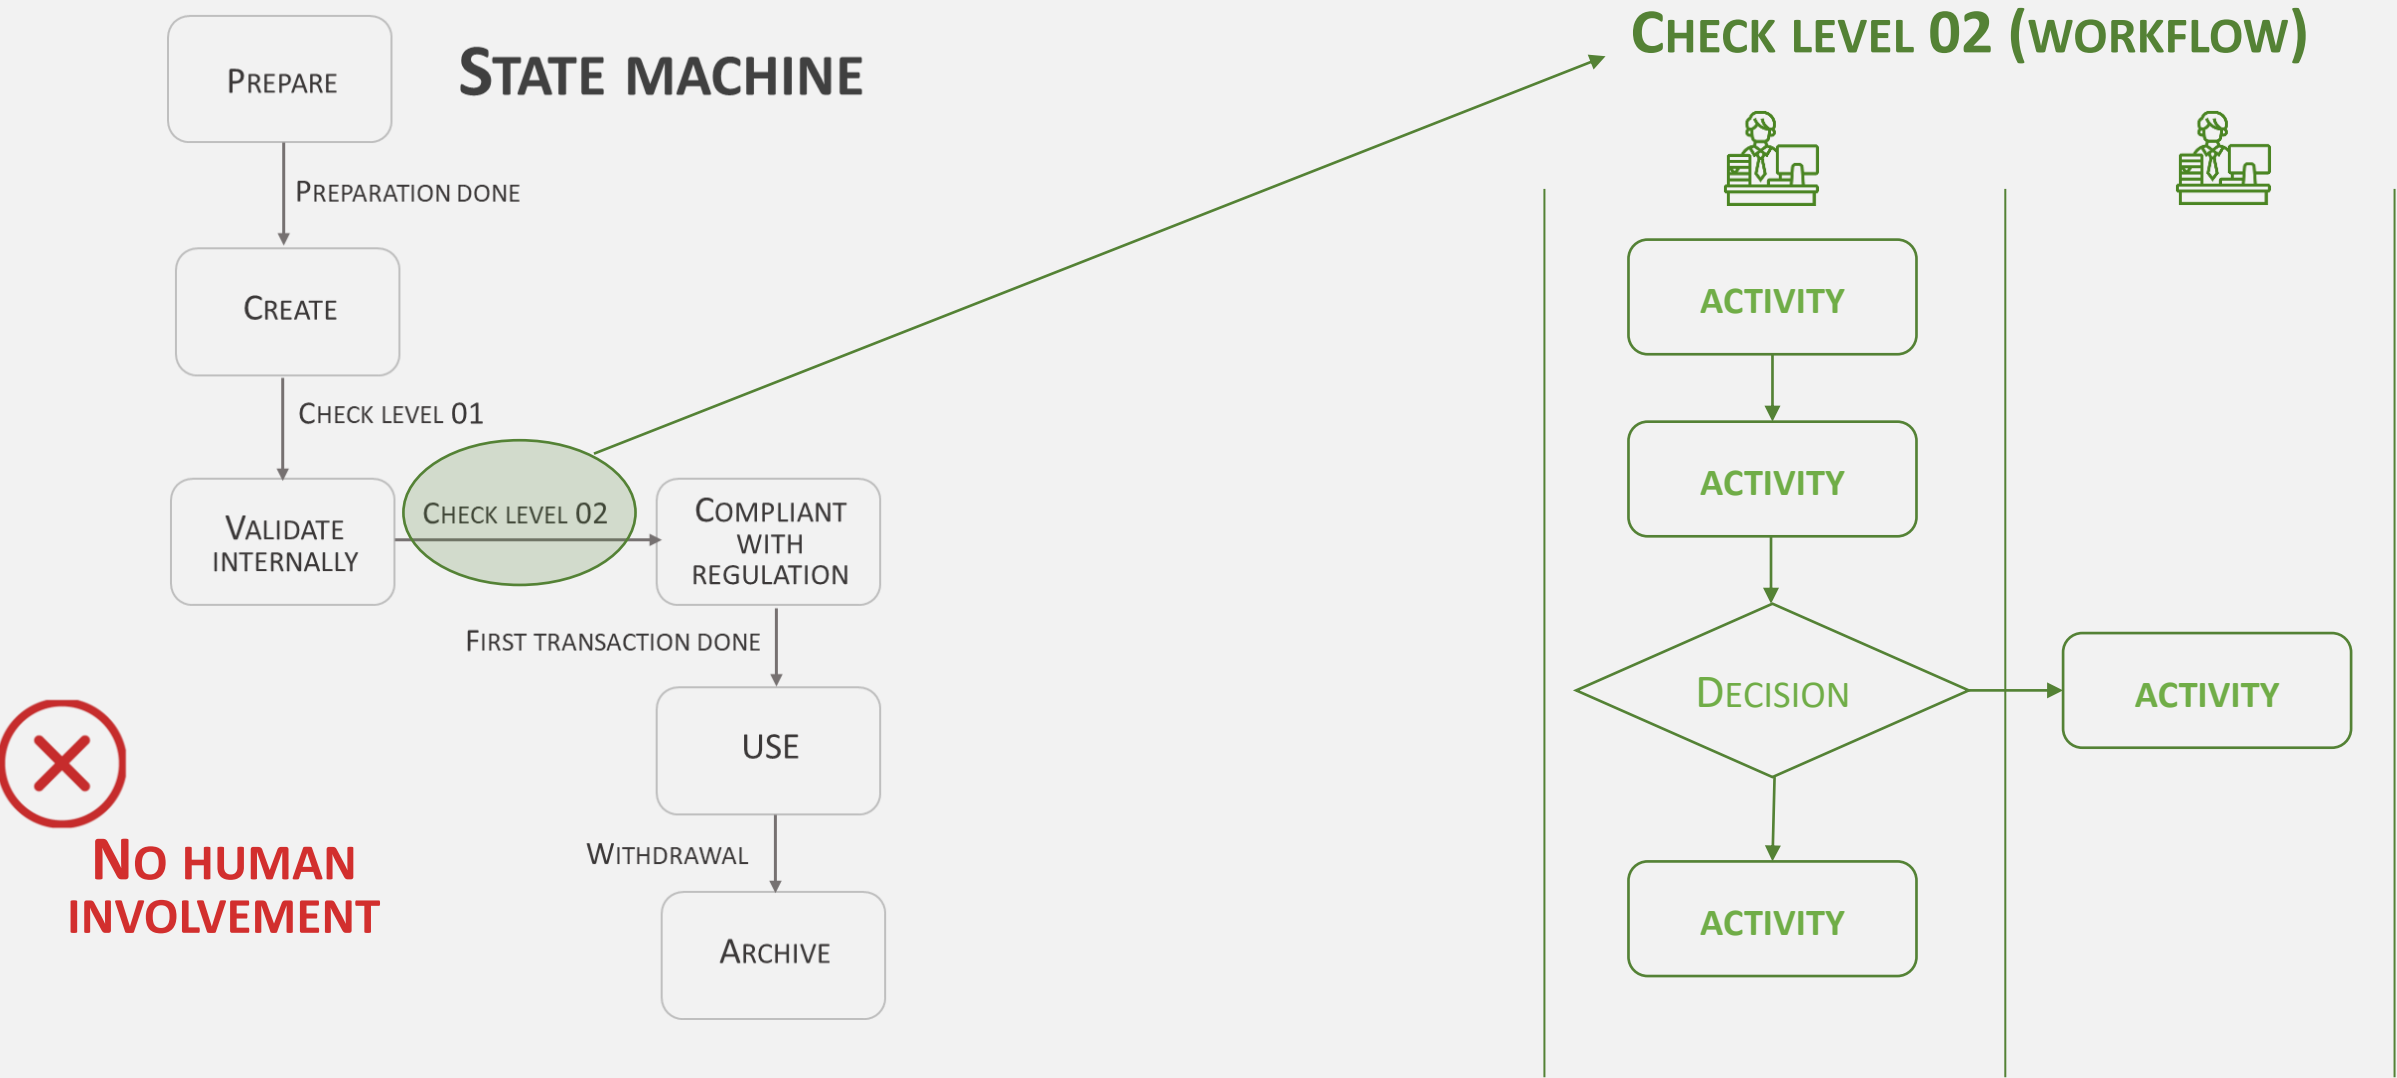 STATE MACHINE
PREPARE
PREPARATION DONE
CREATE
CHECK LEVEL 01
VALIDATE
INTERNALLY
CHECK LEVEL 02
COMPLIANT
WITH
REGULATION
FIRST TRANSACTION DONE
USE
WITHDRAWAL
ARCHIVE
NO HUMAN
INVOLVEMENT
CHECK LEVEL 02 (WORKFLOW)
ACTIVITY
ACTIVITY
DECISION
ACTIVITY
ACTIVITY